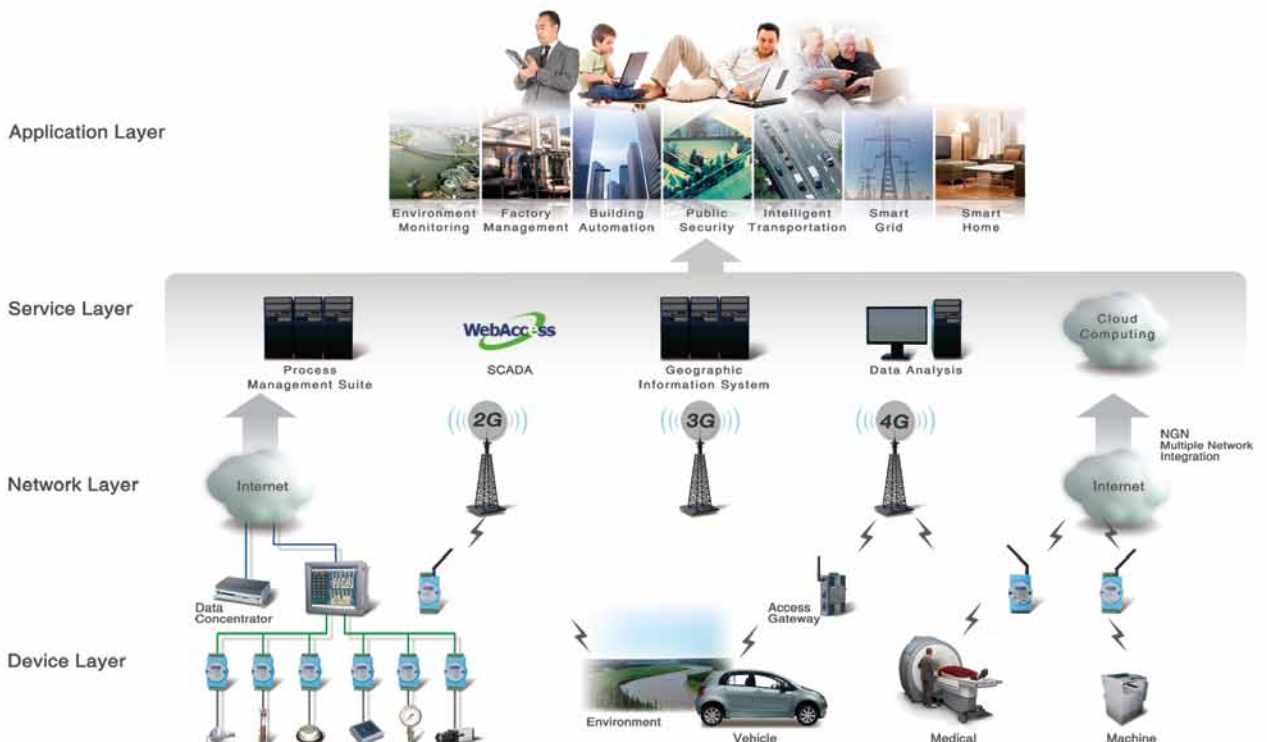 Application Layer
Environment
Monitoring
Factory
Management
Building
Automation
Public
Security
Intelligent
Transportation
Smart
Grid
Smart
Home
Service Layer
Process
Management Suite
WebAccess
SCADA
Geographic
Information System
Data Analysis
Cloud
Computing
Network Layer
Internet
2G
3G
4G
NGN
Multiple Network
Integration
Internet
Data
Concentrator
Access
Gateway
Device Layer
Environment
Vehicle
Medical
Machine